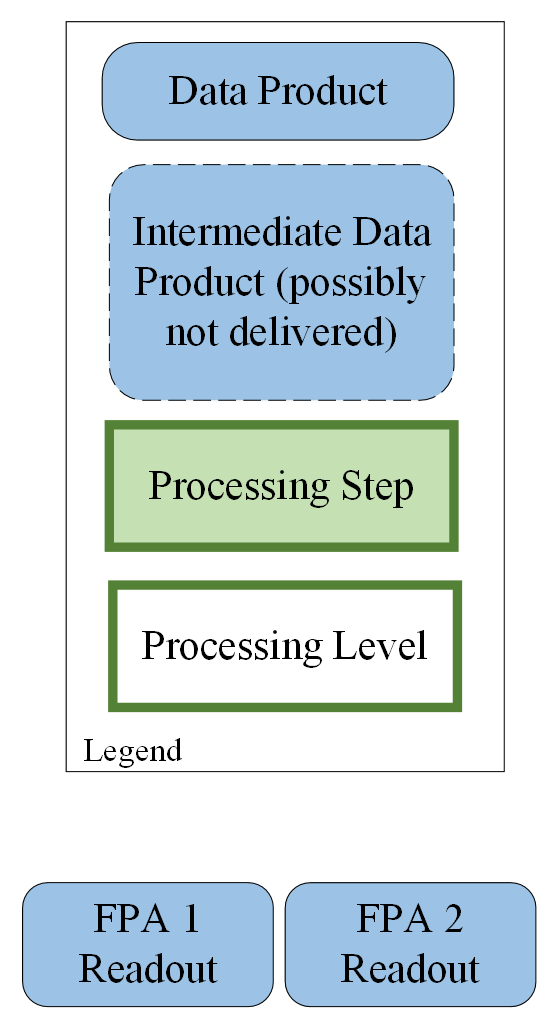 Data Product
Intermediate Data
Product (possibly
not delivered)
Processing Step
Processing Level
Legend
FPA 1
Readout
FPA 2
Readout